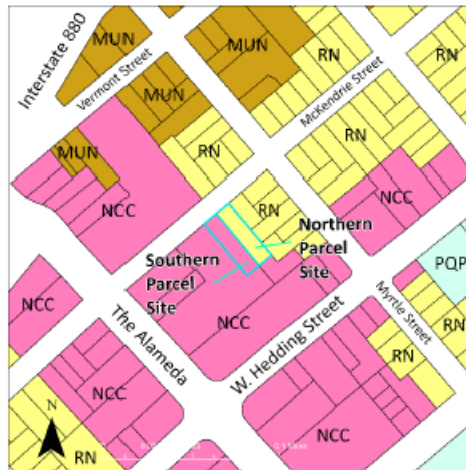 MUN
MUN
Interstate 880
Vermont Street
RN
RN
MUN
McKendrie Street
RN
MUN
RN
NCC
RN
NCC
Northern
Parcel
Site
Southern
Parcel
Site
PQP
NCC
NCC
The Alameda
W. Hedding Street
Myrtle Street
RN
RN
NCC
N
RN
NCC